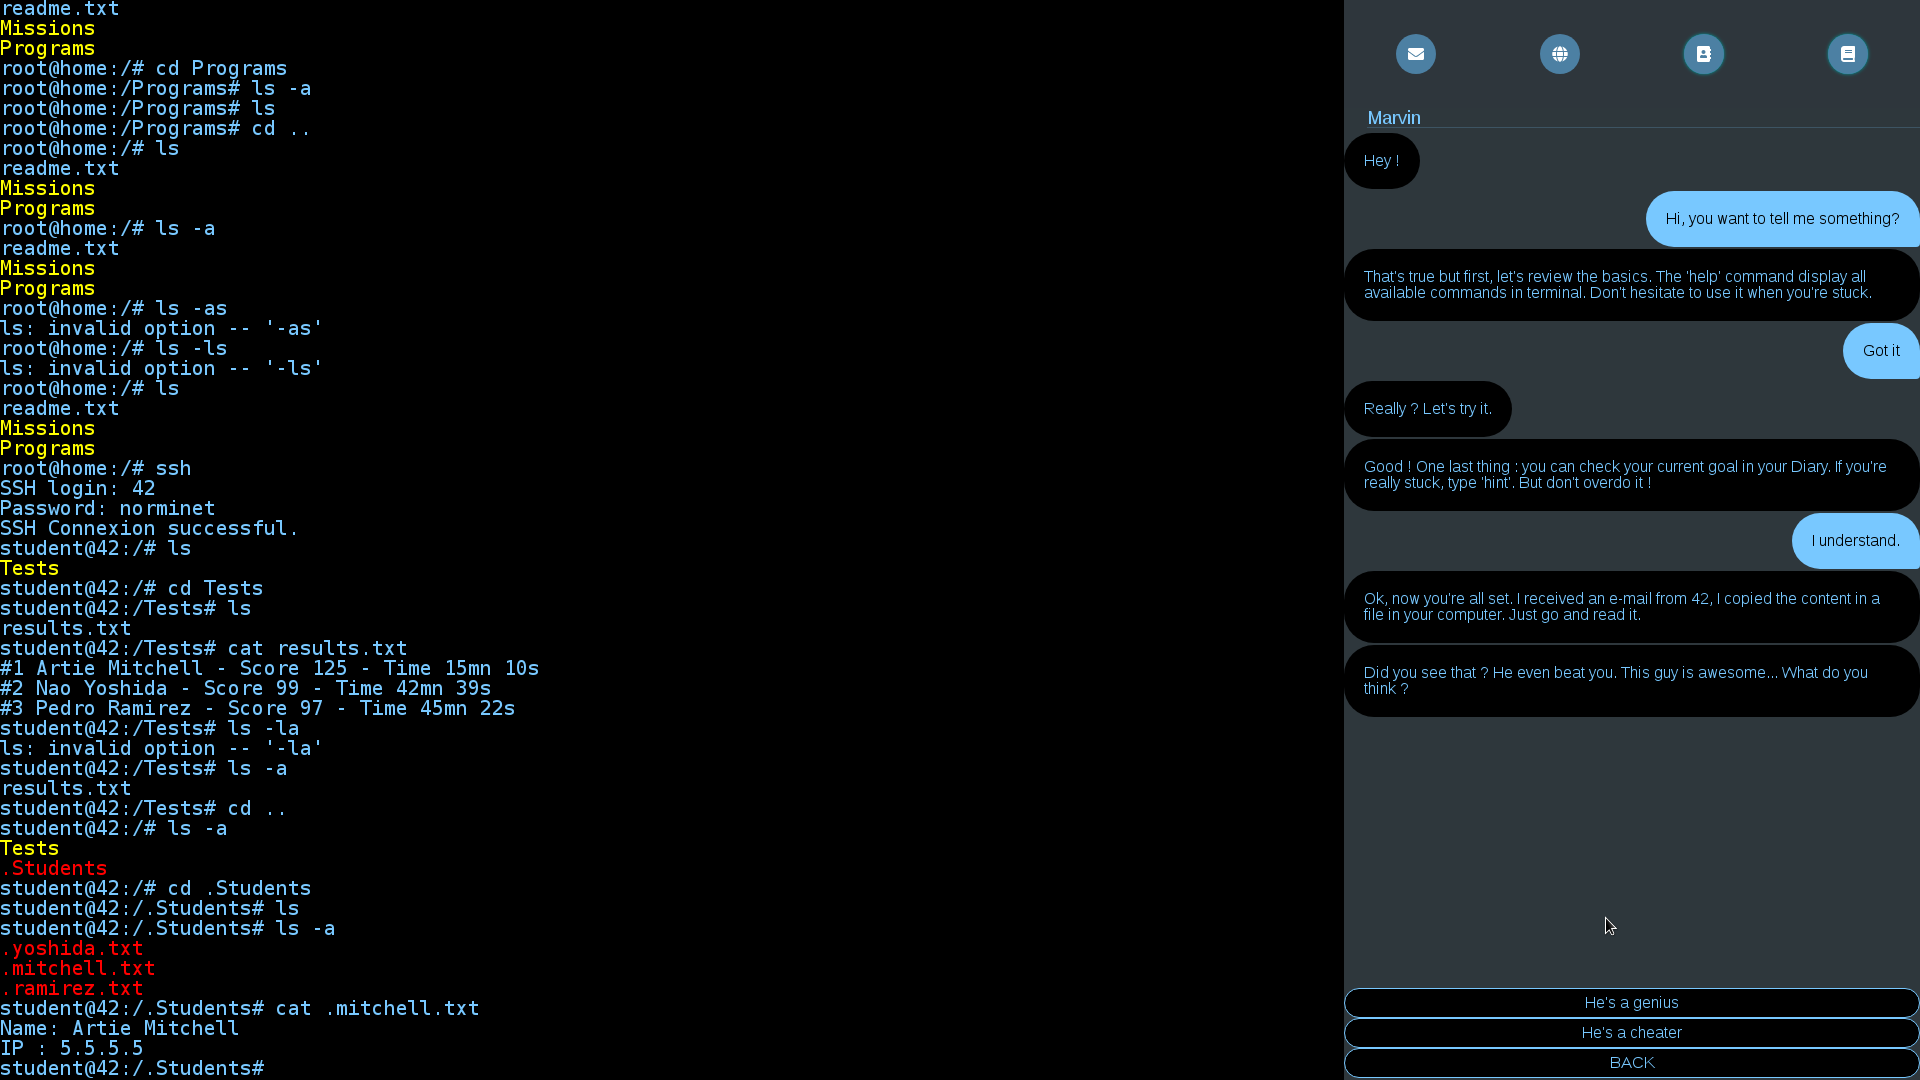 readme.txt
Missions
Programs
root@home:/# cd Programs
root@home:/Programs# ls -a
root@home:/Programs# ls
root@home:/Programs# cd ..
root@home:/# ls
readme.txt
Missions
Programs
root@home:/# ls -a
readme.txt
Missions
Programs
root@home:/# ls -as
ls: invalid option -- '-as'
root@home:/# ls -ls
ls: invalid option -- '-ls'
root@home:/# ls
readme.txt
Missions
Programs
root@home:/# ssh
SSH login: 42
Password: norminet
SSH Connexion successful.
student@42:/# ls
Tests
student@42:/# cd Tests
student@42:/Tests# ls
results.txt
student@42:/Tests# cat results.txt
#1 Artie Mitchell - Score 125 - Time 15mn 10s
#2 Nao Yoshida - Score 99 - Time 42mn 39s
#3 Pedro Ramirez - Score 97 - Time 45mn 22s
student@42:/Tests# ls -la
ls: invalid option -- '-la'
student@42:/Tests# ls -a
results.txt
student@42:/Tests# cd ..
student@42:/# ls -a
Tests
.Students
student@42:/# cd .Students
student@42:/.Students# ls
student@42:/.Students# ls -a
.yoshida.txt
.mitchell.txt
.ramirez.txt
student@42:/.Students# cat .mitchell.txt
Name: Artie Mitchell
IP : 5.5.5.5
student@42:/.Students#
Marvin
Hey !
Hi, you want to tell me something?
That's true but first, let's review the basics. The 'help' command display all
available commands in terminal. Don't hesitate to use it when you're stuck.
Got it
Really ? Let's try it.
Good ! One last thing : you can check your current goal in your Diary. If you're
really stuck, type 'hint'. But don't overdo it !
I understand.
Ok, now you're all set. I received an e-mail from 42, I copied the content in a
file in your computer. Just go and read it.
Did you see that ? He even beat you. This guy is awesome... What do you
think ?
He's a genius
He's a cheater
BACK